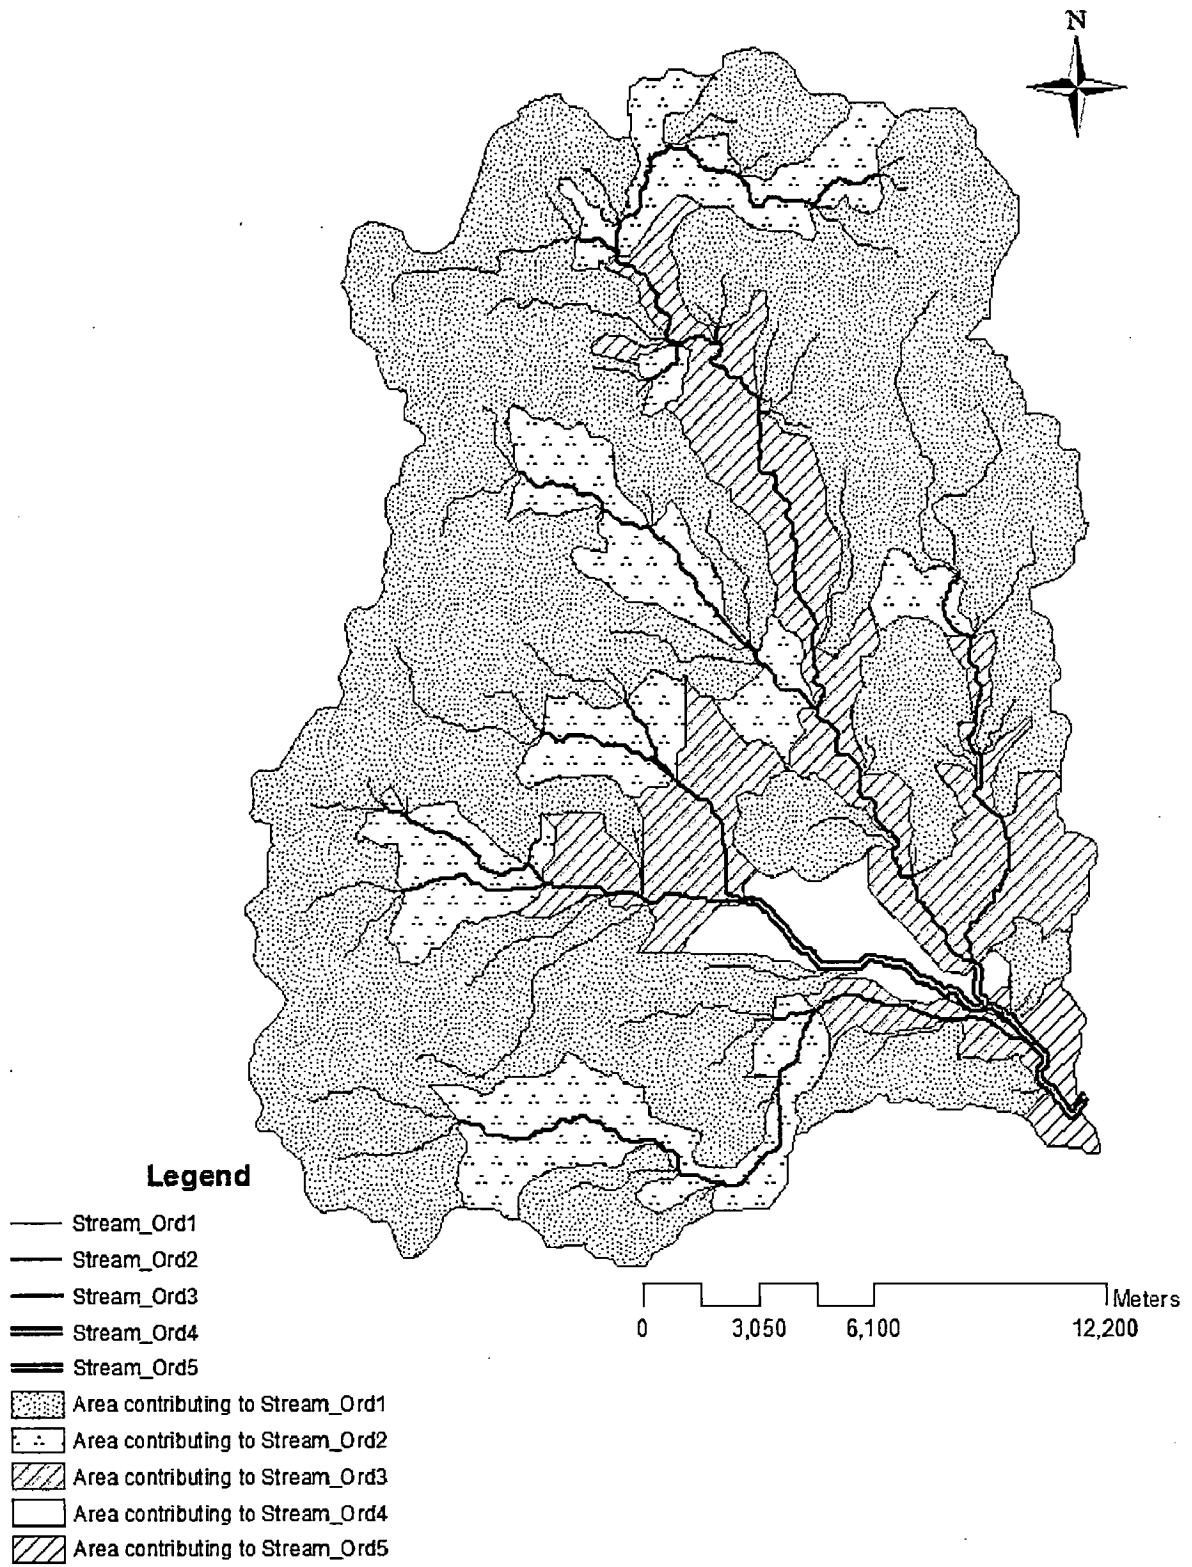 N
Legend
Stream_Ord1
Stream_Ord2
Stream_Ord3
Stream_Ord4
Stream_Ord5
Area contributing to Stream_Ord1
Area contributing to Stream_Ord2
Area contributing to Stream_Ord3
Area contributing to Stream_Ord4
Area contributing to Stream_Ord5
Meters
0 3,050 6,100 12,200